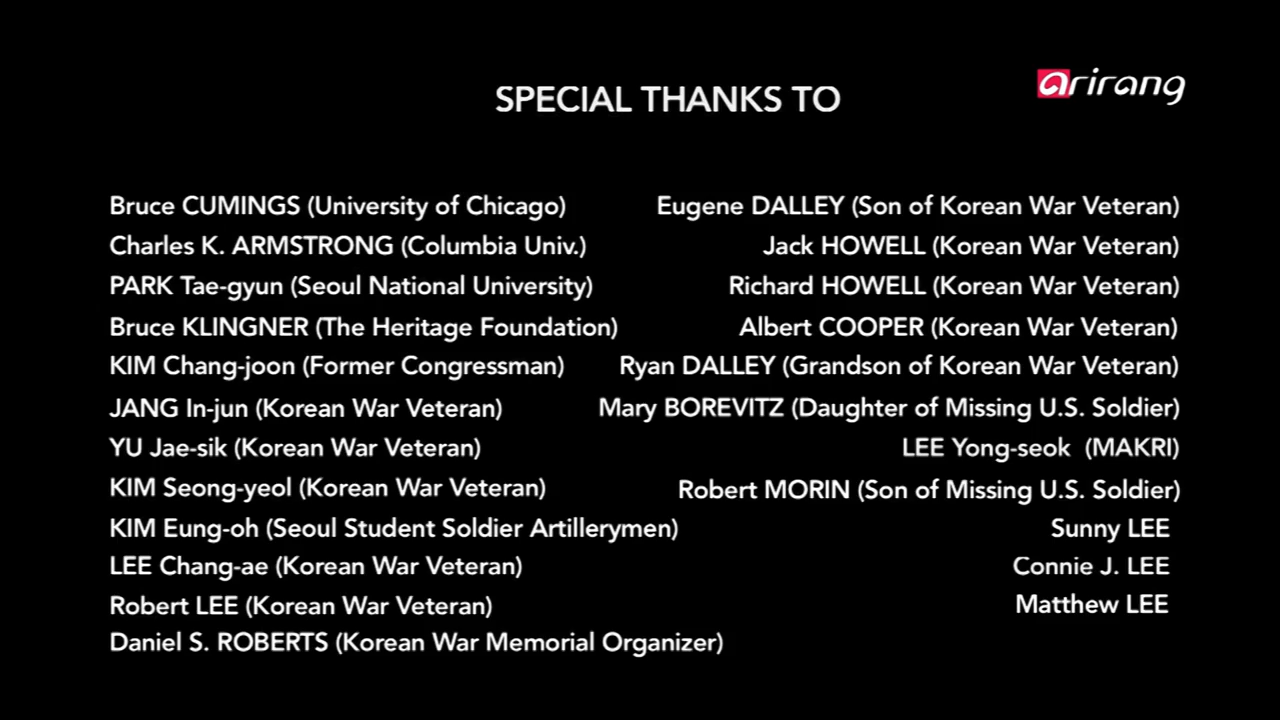 arirang
SPECIAL THANKS TO
Bruce CUMINGS (University of Chicago)
Charles K. ARMSTRONG (Columbia Univ.)
PARK Tae-gyun (Seoul National University)
Bruce KLINGNER (The Heritage Foundation)
KIM Chang-joon (Former Congressman)
JANG In-jun (Korean War Veteran)
YU Jae-sik (Korean War Veteran)
KIM Seong-yeol (Korean War Veteran)
KIM Eung-oh (Seoul Student Soldier Artillerymen)
LEE Chang-ae (Korean War Veteran)
Robert LEE (Korean War Veteran)
Daniel S. ROBERTS (Korean War Memorial Organizer)
Eugene DALLEY (Son of Korean War Veteran)
Jack HOWELL (Korean War Veteran)
Richard HOWELL (Korean War Veteran)
Albert COOPER (Korean War Veteran)
Ryan DALLEY (Grandson of Korean War Veteran)
Mary BOREVITZ (Daughter of Missing U.S. Soldier)
LEE Yong-seok (MAKRI)
Robert MORIN (Son of Missing U.S. Soldier)
Sunny LEE
Connie J. LEE
Matthew LEE